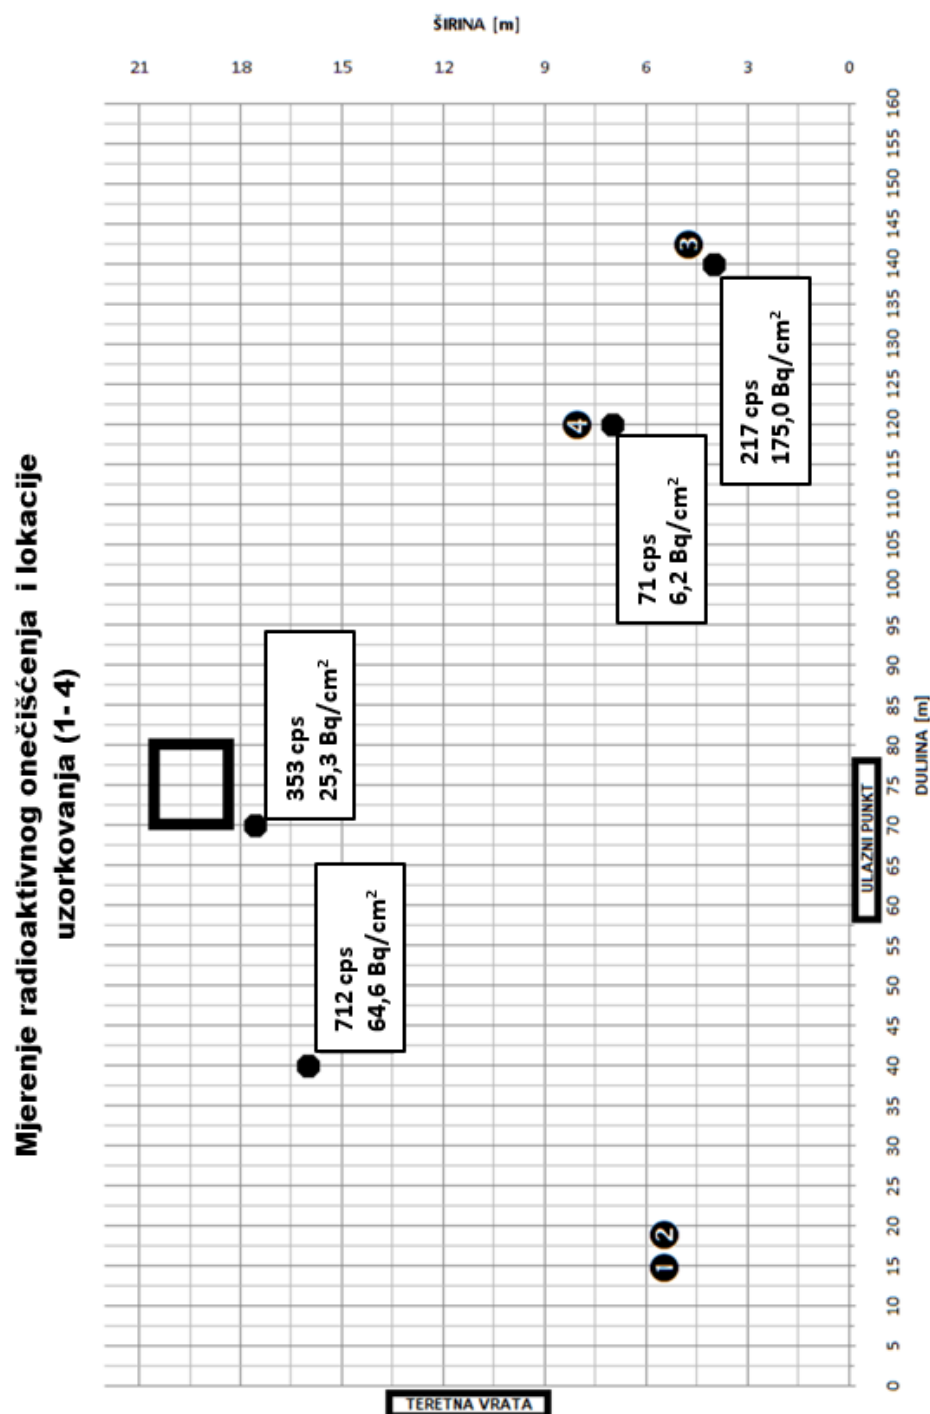 Mjerenje radioaktivnog onečišćenja i lokacije
uzorkovanja (1- 4)
ŠIRINA [m]
21 18 15 12 9 6 3 0
160
155
150
145
140
135
130
125
120
115
110
105
100
95
90
85
80
75
70
65
60
55
50
45
40
35
30
25
20
15
10
5
0
DULJINA [m]
3
4
217 cps
175,0 Bq/cm²
71 cps
6,2 Bq/cm²
353 cps
25,3 Bq/cm²
712 cps
64,6 Bq/cm²
ULAZNI PUNKT
1 2
TERETNA VRATA